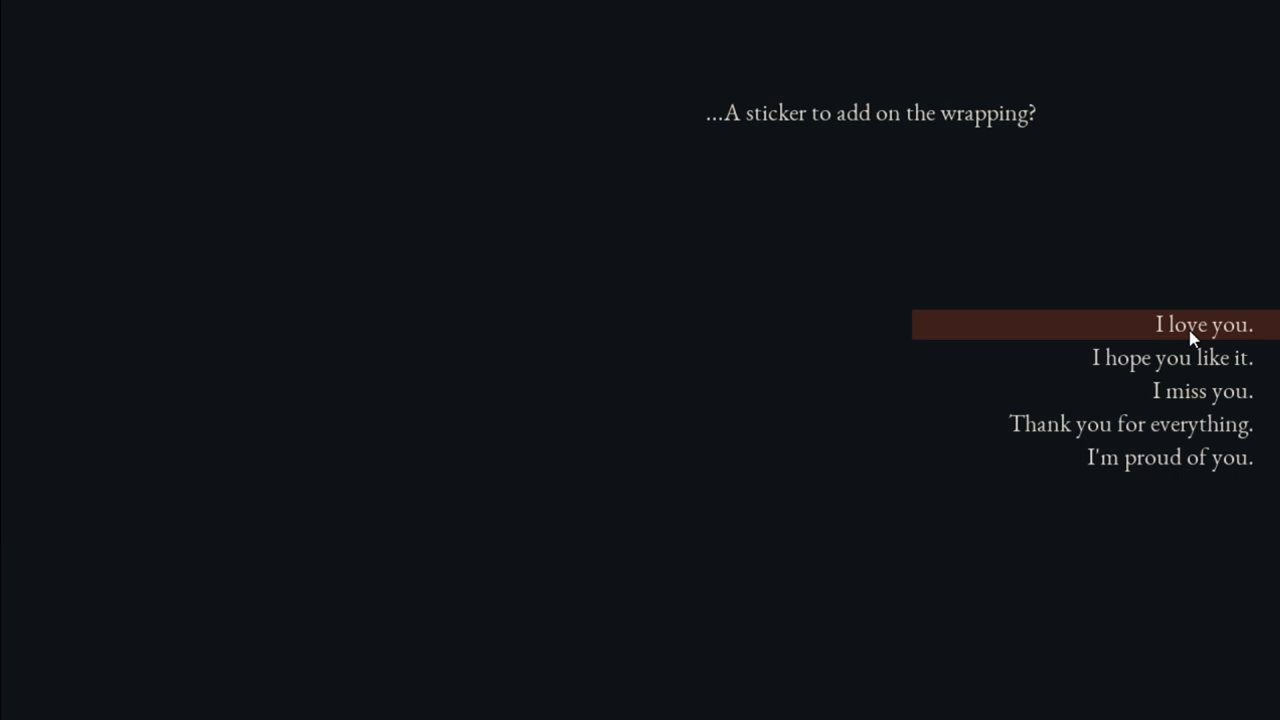 ...A sticker to add on the wrapping?
I love you.
I hope you like it.
I miss you.
Thank you for everything.
I'm proud of you.